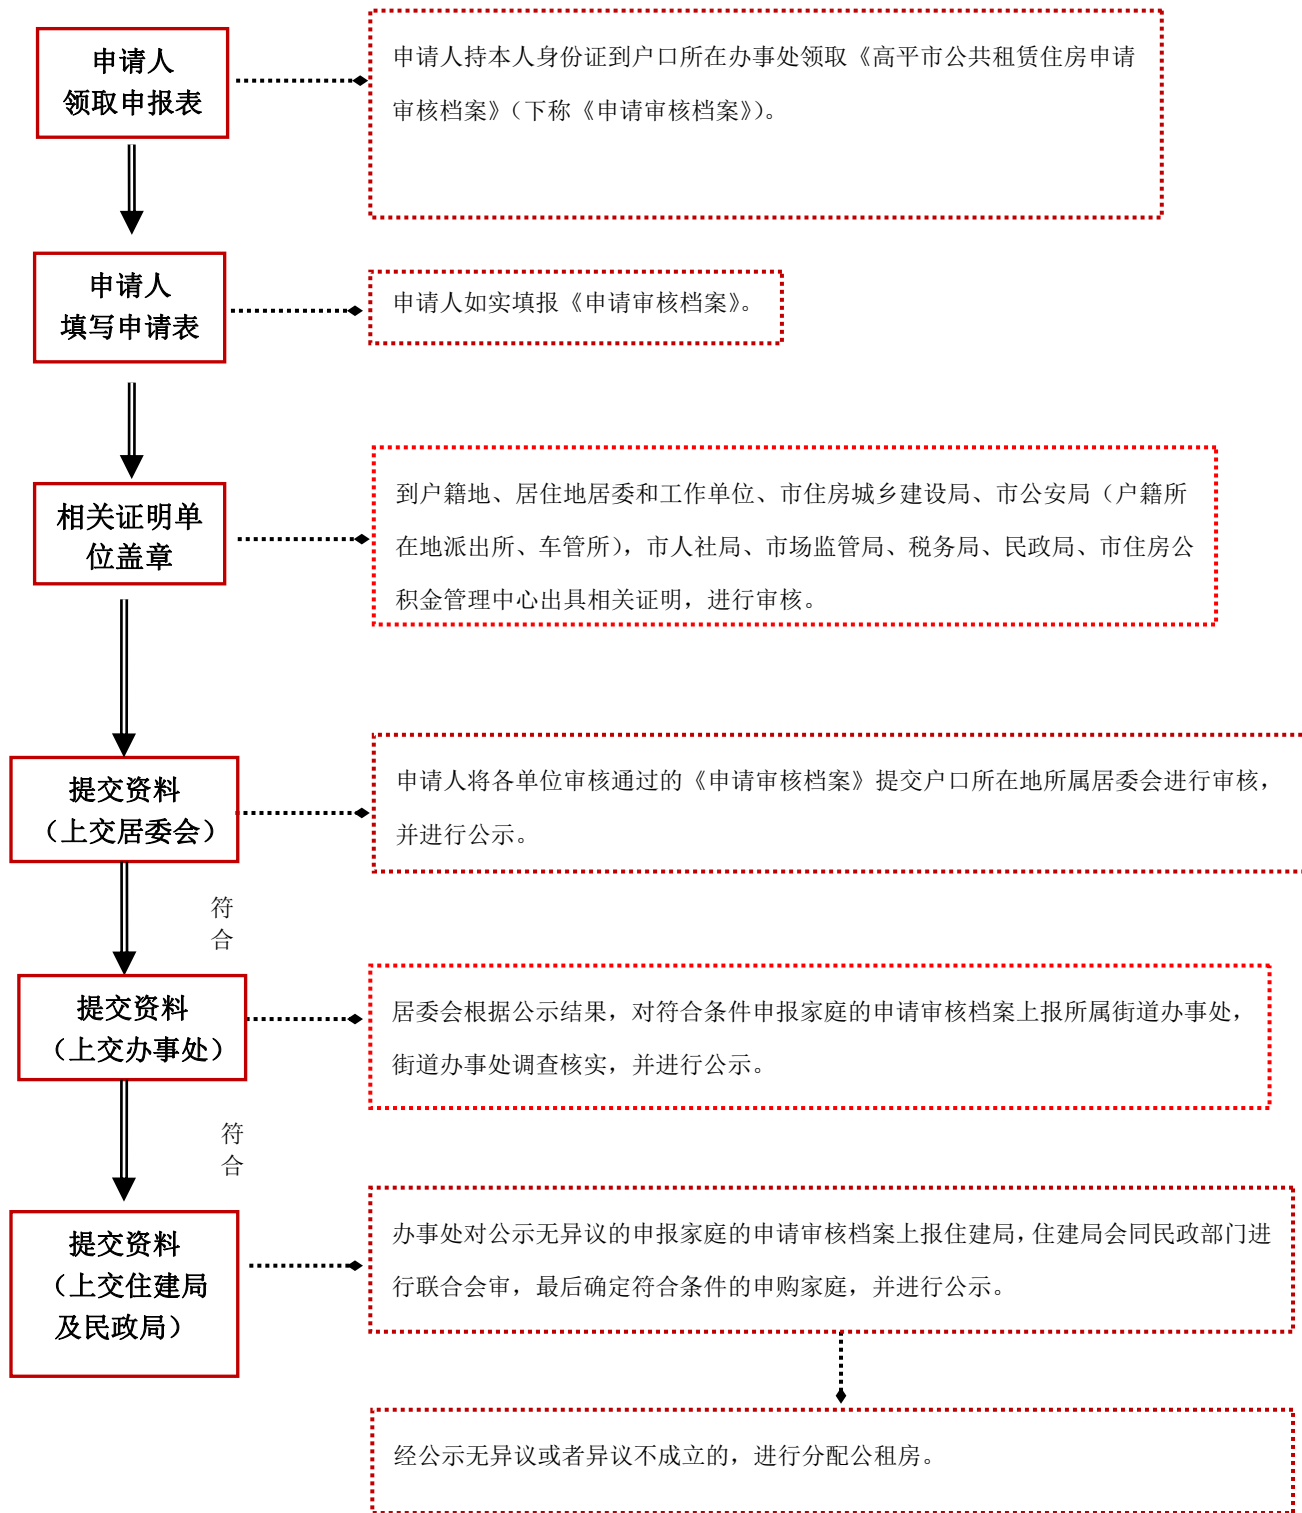 申请人
领取申报表
申请人持本人身份证到户口所在办事处领取《高平市公共租赁住房申请
审核档案》（下称《申请审核档案》）。
申请人
填写申请表
申请人如实填报《申请审核档案》。
相关证明单
位盖章
到户籍地、居住地居委和工作单位、市住房城乡建设局、市公安局（户籍所
在地派出所、车管所），市人社局、市场监管局、税务局、民政局、市住房公
积金管理中心出具相关证明，进行审核。
提交资料
（上交居委会）
申请人将各单位审核通过的《申请审核档案》提交户口所在地所属居委会进行审核，
并进行公示。
符
合
提交资料
（上交办事处）
居委会根据公示结果，对符合条件申报家庭的申请审核档案上报所属街道办事处，
街道办事处调查核实，并进行公示。
符
合
提交资料
（上交住建局
及民政局）
办事处对公示无异议的申报家庭的申请审核档案上报住建局，住建局会同民政部门进
行联合会审，最后确定符合条件的申购家庭，并进行公示。
经公示无异议或者异议不成立的，进行分配公租房。